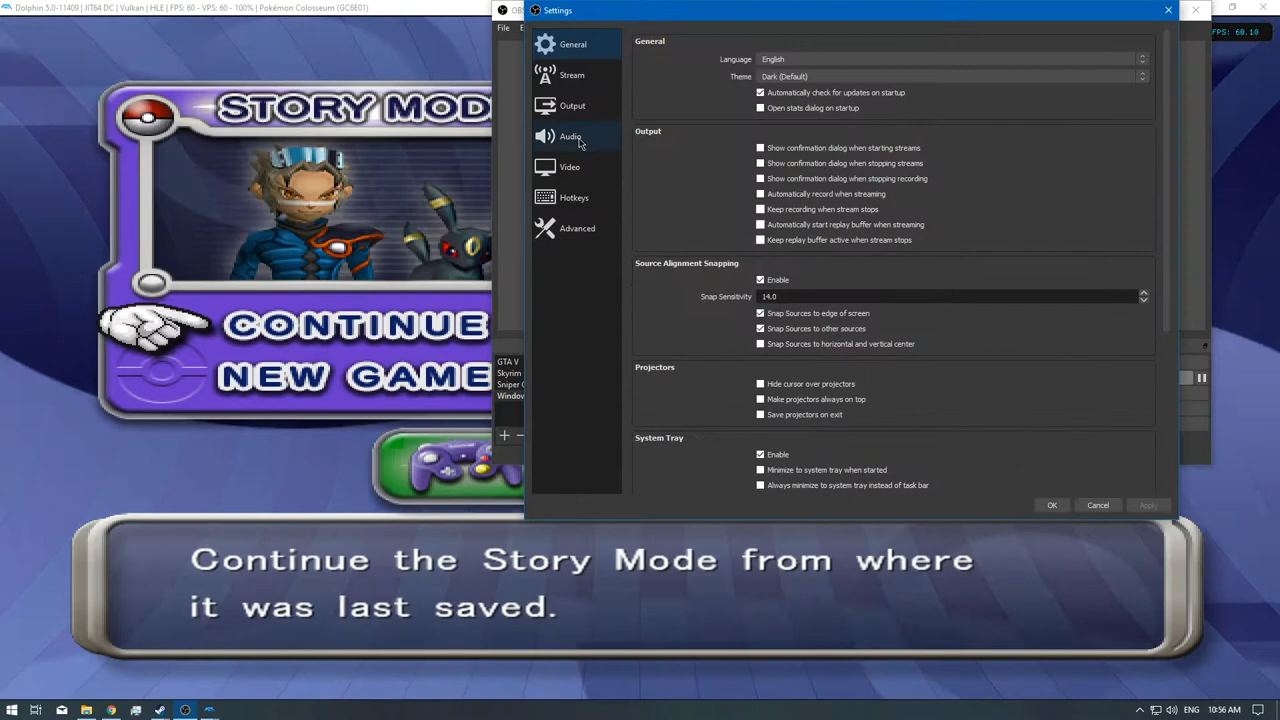 Dolphin 5.0-11409 | JIT64 DC | Vulkan | HLE | FPS: 60 - VPS: 60 - 100% | Pokémon Colosseum (GC6E01)
Settings
FPS: 60.10
File
General
Stream
Output
Audio
Video
Hotkeys
Advanced
General
Language English
Theme Dark (Default)
Automatically check for updates on startup
Open stats dialog on startup
Output
Show confirmation dialog when starting streams
Show confirmation dialog when stopping streams
Show confirmation dialog when stopping recording
Automatically record when streaming
Keep recording when stream stops
Automatically start replay buffer when streaming
Keep replay buffer active when stream stops
Source Alignment Snapping
Enable
Snap Sensitivity 14.0
Snap Sources to edge of screen
Snap Sources to other sources
Snap Sources to horizontal and vertical center
Projectors
Hide cursor over projectors
Make projectors always on top
Save projectors on exit
System Tray
Enable
Minimize to system tray when started
Always minimize to system tray instead of task bar
OK Cancel Apply
STORY MOD
CONTINUE
NEW GAME
GTA V
Skyrim
Sniper
Window
Continue the Story Mode from where
it was last saved.
ENG 10:56 AM